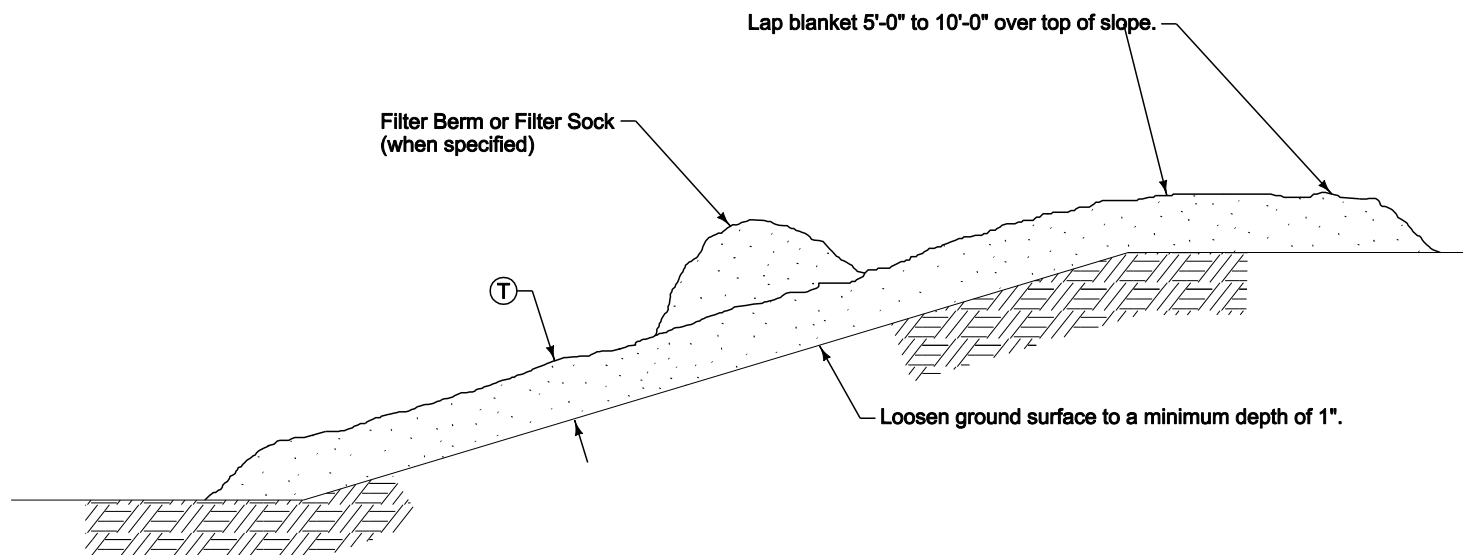 Lap blanket 5'-0" to 10'-0" over top of slope.
Filter Berm or Filter Sock
(when specified)
T
Loosen ground surface to a minimum depth of 1".